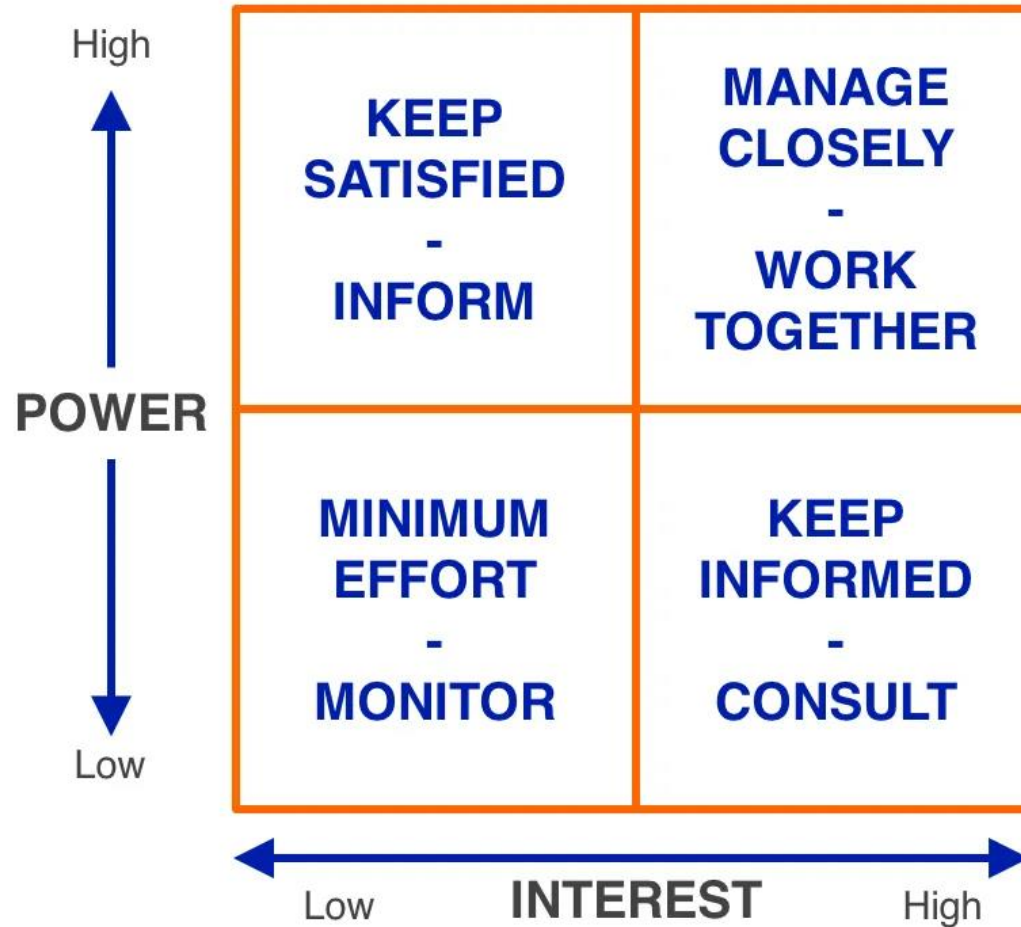 High
KEEP
SATISFIED
-
INFORM
MANAGE
CLOSELY
-
WORK
TOGETHER
POWER
MINIMUM
EFFORT
-
MONITOR
KEEP
INFORMED
-
CONSULT
Low
Low
INTEREST
High